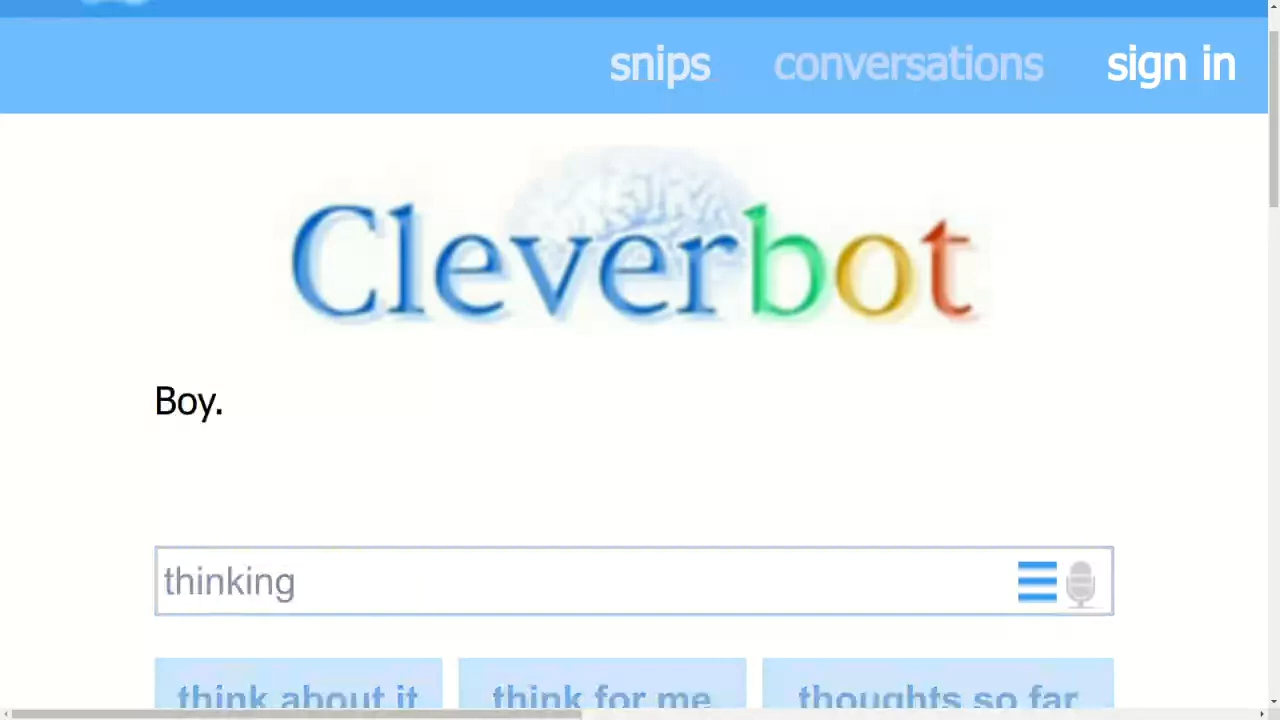 snips conversations sign in
Cleverbot
Boy.
thinking
think about it think for me thoughts so far